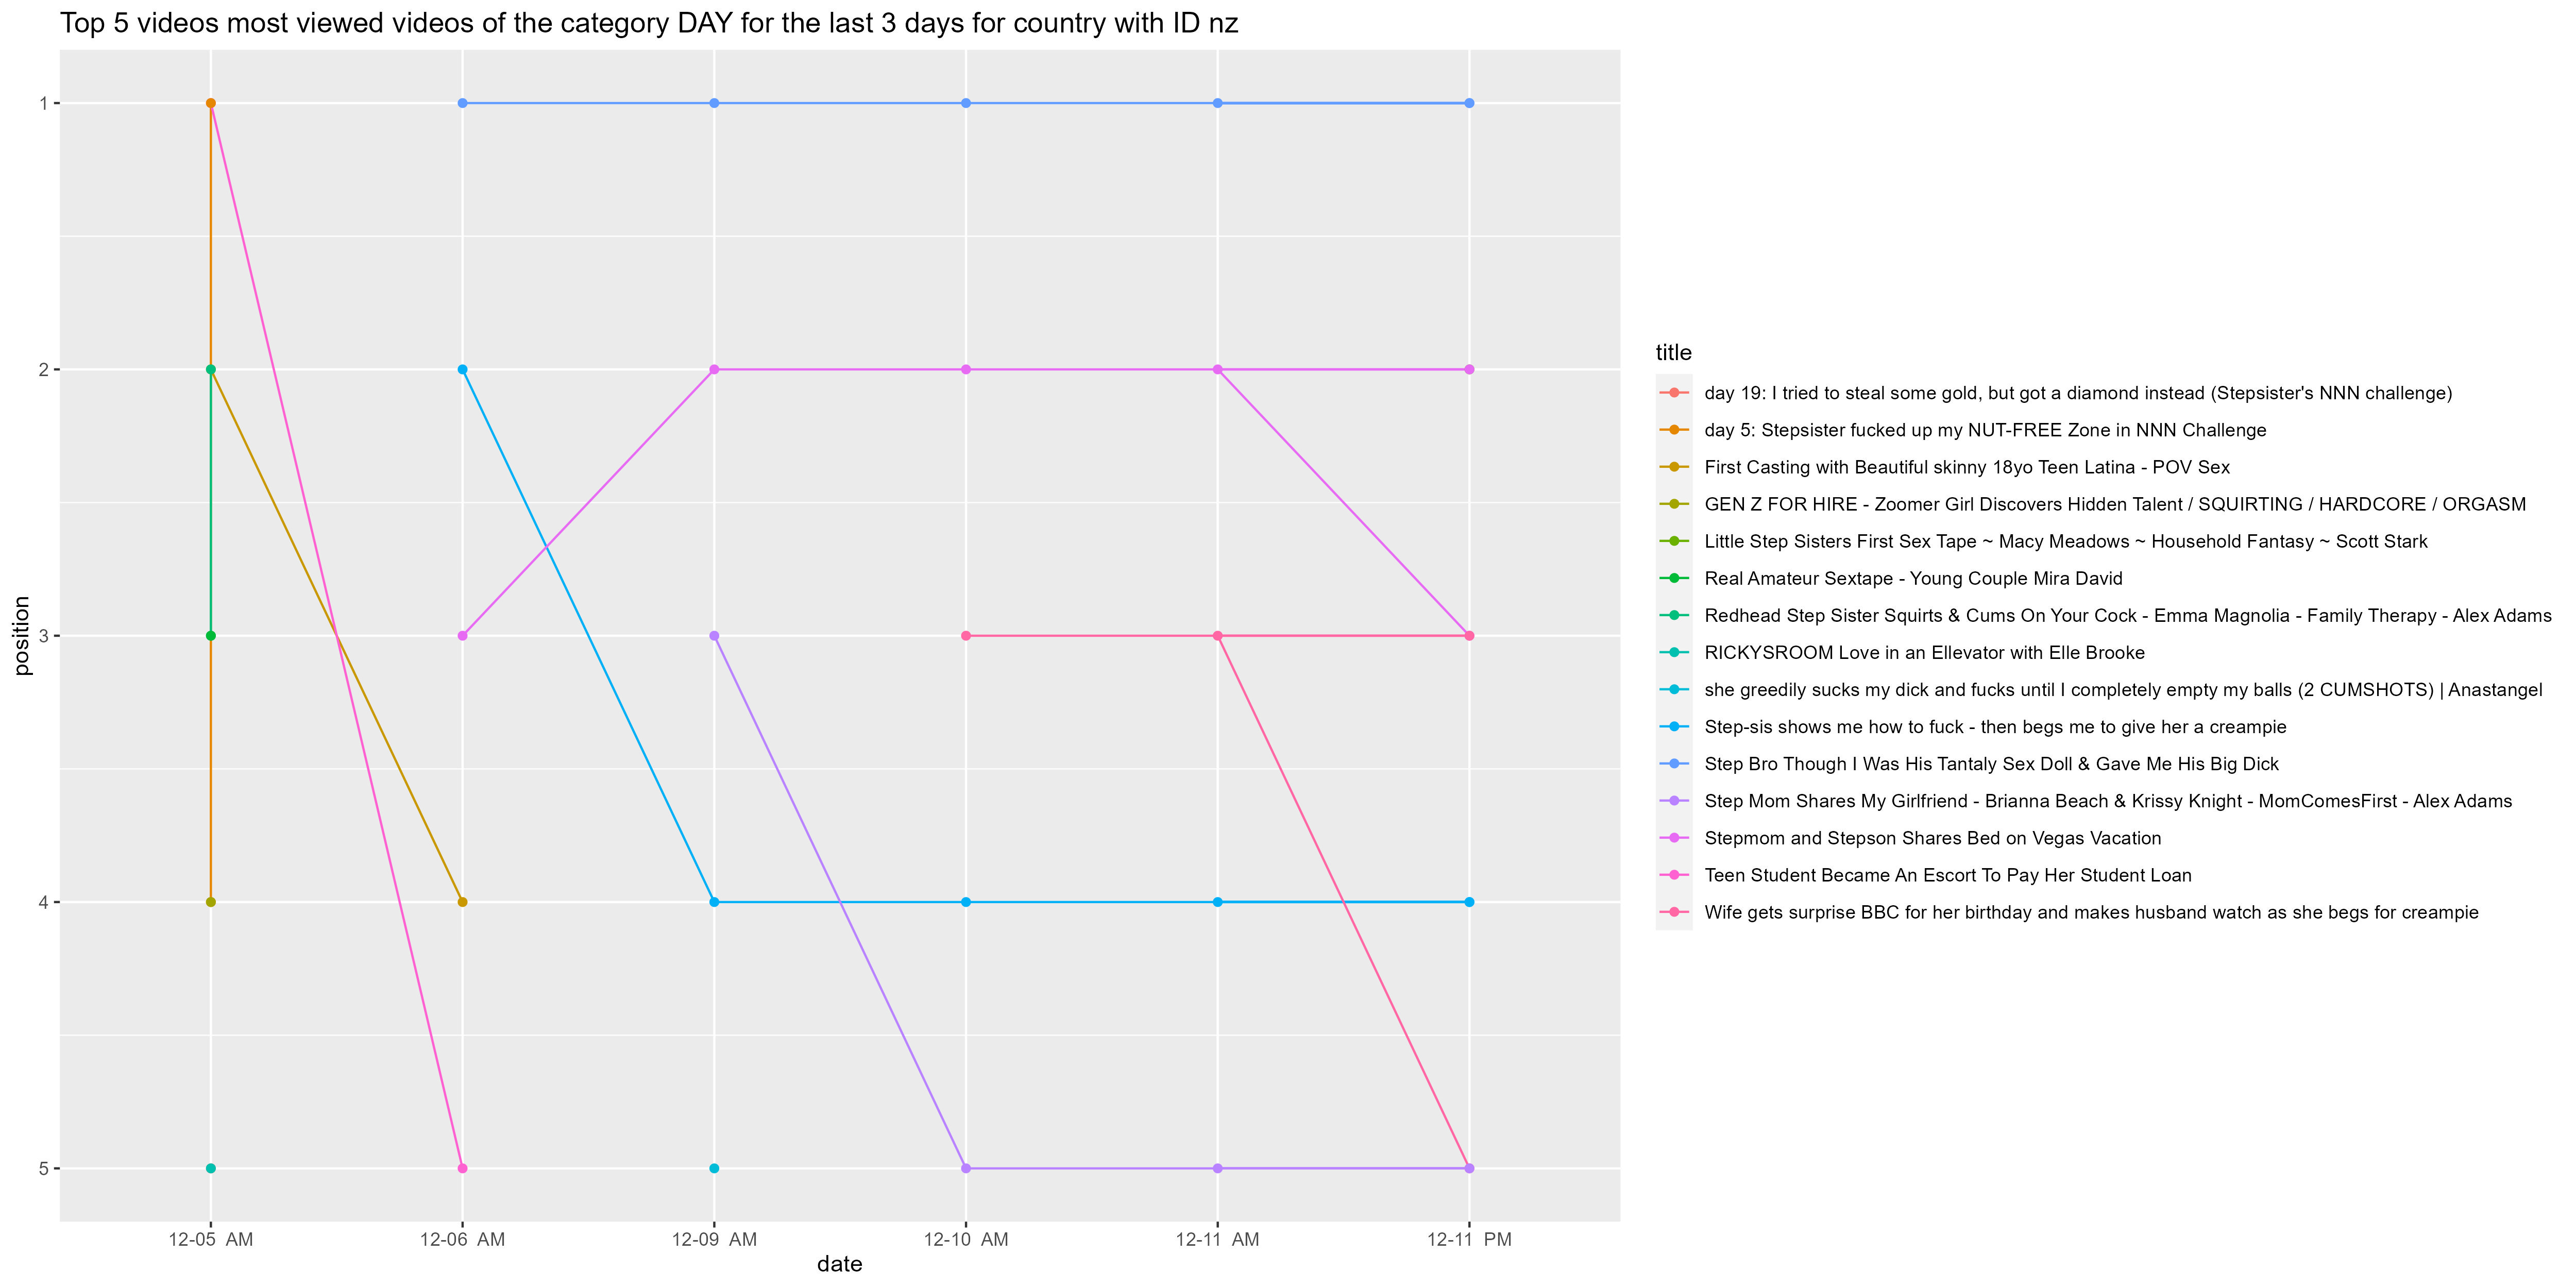 Top 5 videos most viewed videos of the category DAY for the last 3 days for country with ID nz
position
1
2
3
4
5
12-05 AM
12-06 AM
12-09 AM
12-10 AM
12-11 AM
12-11 PM
date
title
day 19: I tried to steal some gold, but got a diamond instead (Stepsister's NNN challenge)
day 5: Stepsister fucked up my NUT-FREE Zone in NNN Challenge
First Casting with Beautiful skinny 18yo Teen Latina - POV Sex
GEN Z FOR HIRE - Zoomer Girl Discovers Hidden Talent / SQUIRTING / HARDCORE / ORGASM
Little Step Sisters First Sex Tape ~ Macy Meadows ~ Household Fantasy ~ Scott Stark
Real Amateur Sextape - Young Couple Mira David
Redhead Step Sister Squirts & Cums On Your Cock - Emma Magnolia - Family Therapy - Alex Adams
RICKYSROOM Love in an Ellevator with Elle Brooke
she greedily sucks my dick and fucks until I completely empty my balls (2 CUMSHOTS) | Anastangel
Step-sis shows me how to fuck - then begs me to give her a creampie
Step Bro Though I Was His Tantaly Sex Doll & Gave Me His Big Dick
Step Mom Shares My Girlfriend - Brianna Beach & Krissy Knight - MomComesFirst - Alex Adams
Stepmom and Stepson Shares Bed on Vegas Vacation
Teen Student Became An Escort To Pay Her Student Loan
Wife gets surprise BBC for her birthday and makes husband watch as she begs for creampie